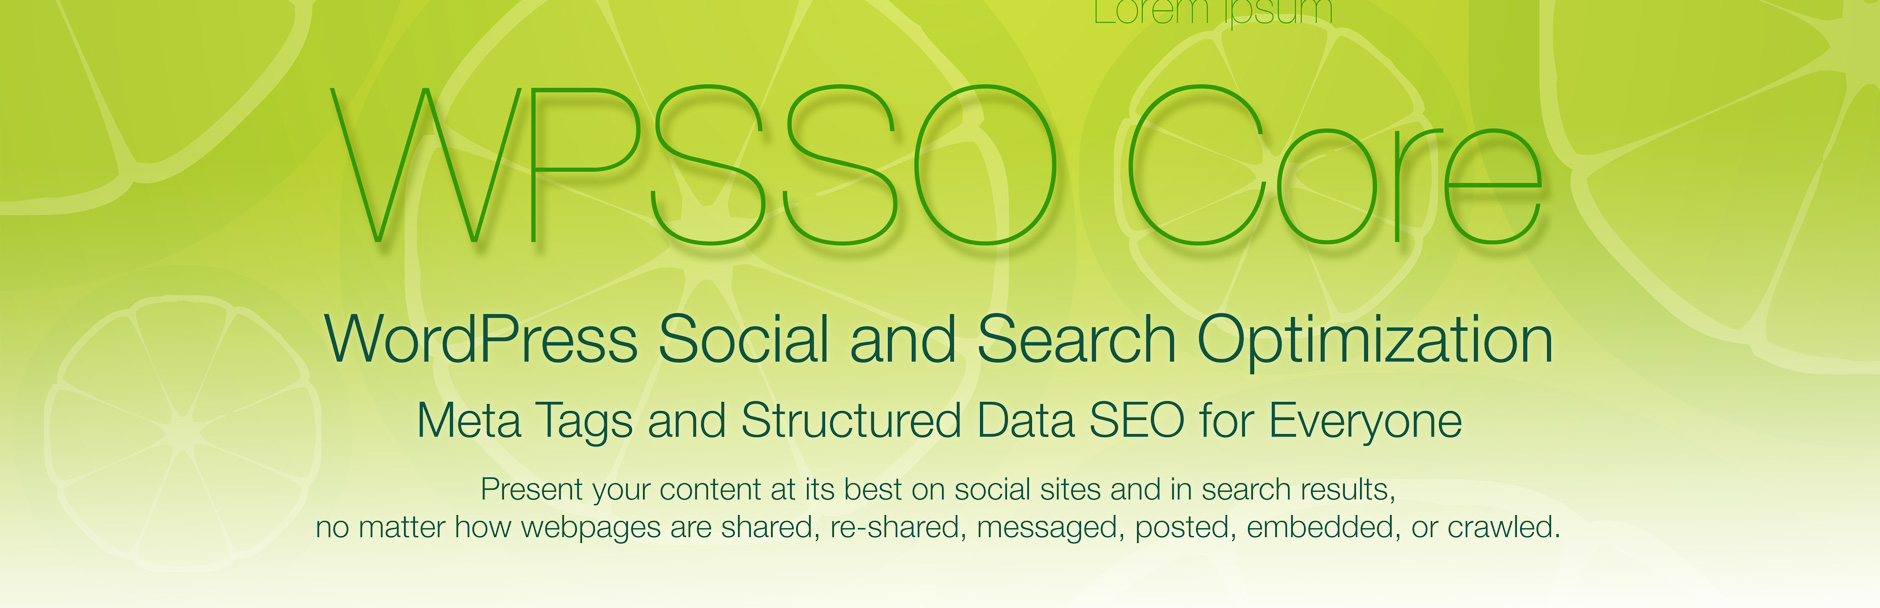 Lorem Ipsum
WPSSO Core
WordPress Social and Search Optimization
Meta Tags and Structured Data SEO for Everyone
Present your content at its best on social sites and in search results,
no matter how webpages are shared, re-shared, messaged, posted, embedded, or crawled.